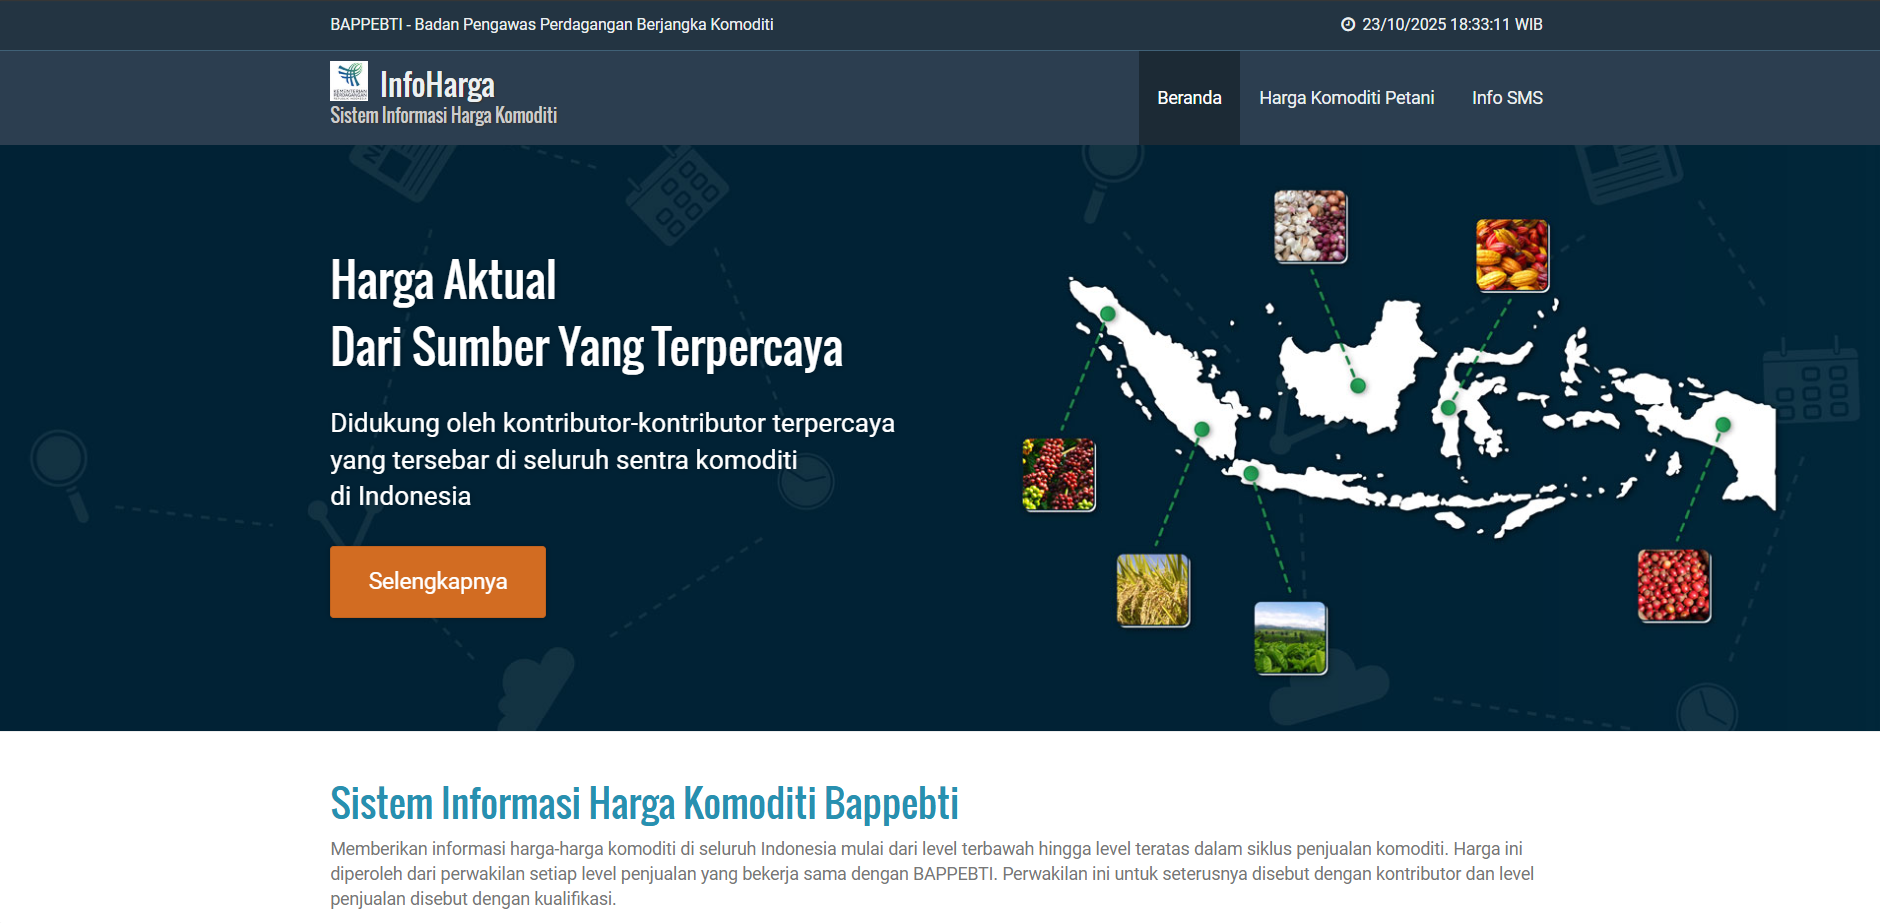 BAPPEBTI - Badan Pengawas Perdagangan Berjangka Komoditi
23/10/2025 18:33:11 WIB
KEMENTERIAN
PERDAGANGAN
InfoHarga
Sistem Informasi Harga Komoditi
Beranda
Harga Komoditi Petani
Info SMS
Harga Aktual
Dari Sumber Yang Terpercaya
Didukung oleh kontributor-kontributor terpercaya
yang tersebar di seluruh sentra komoditi
di Indonesia
Selengkapnya
Sistem Informasi Harga Komoditi Bappebti
Memberikan informasi harga-harga komoditi di seluruh Indonesia mulai dari level terbawah hingga level teratas dalam siklus penjualan komoditi. Harga ini
diperoleh dari perwakilan setiap level penjualan yang bekerja sama dengan BAPPEBTI. Perwakilan ini untuk seterusnya disebut dengan kontributor dan level
penjualan disebut dengan kualifikasi.